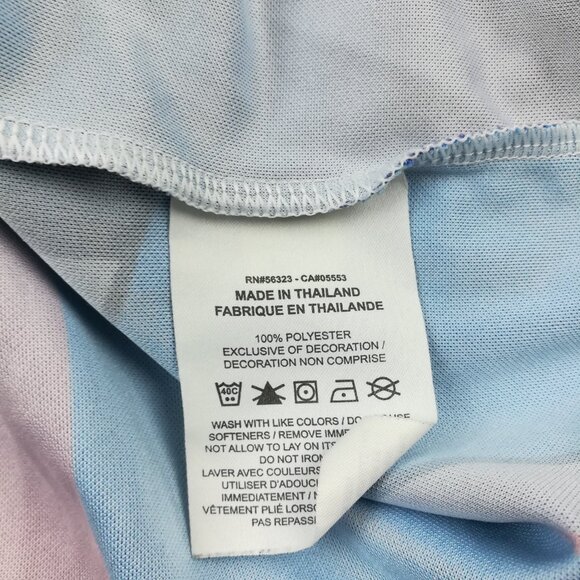 RN#56323 - CA#05553
MADE IN THAILAND
FABRIQUE EN THAILANDE
100% POLYESTER
EXCLUSIVE OF DECORATION /
DECORATION NON COMPRISE
40C
WASH WITH LIKE COLORS / DO
SOFTENERS / REMOVE
NOT ALLOW TO LAY ON
DO NOT IRON
LAVER AVEC COULEURS
UTILISER D'ADOUC
IMMEDIATEMENT /
VÊTEMENT PLIÉ
PAS REPASS